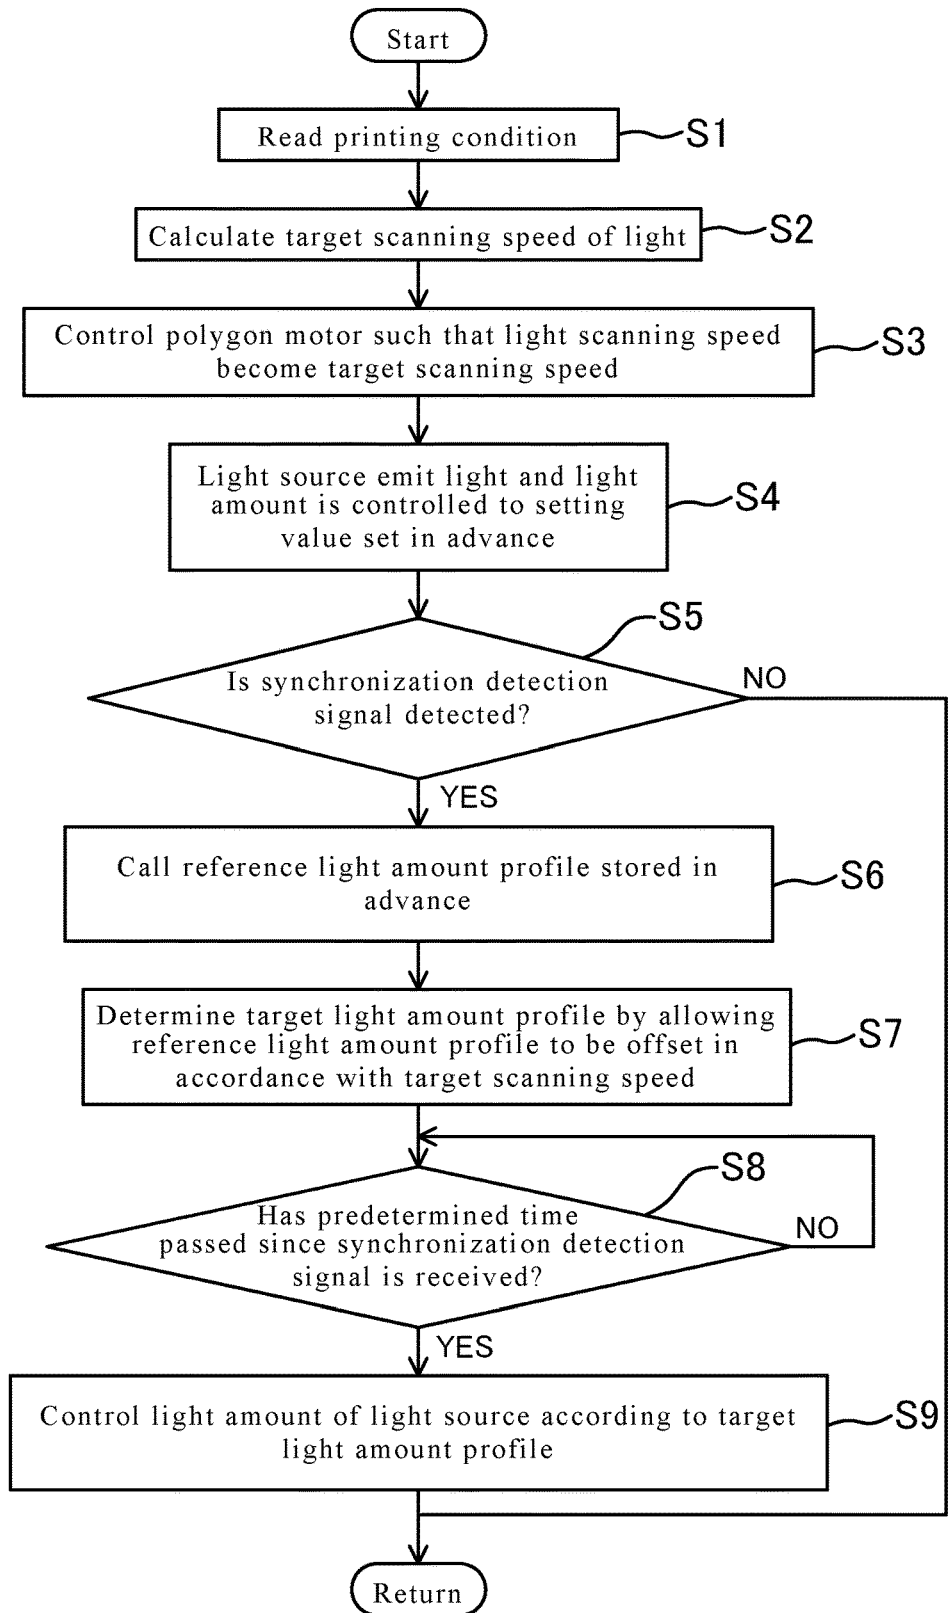 Start
Read printing condition
S1
Calculate target scanning speed of light
S2
Control polygon motor such that light scanning speed
become target scanning speed
S3
Light source emit light and light
amount is controlled to setting
value set in advance
S4
S5
Is synchronization detection
signal detected?
NO
YES
Call reference light amount profile stored in
advance
S6
Determine target light amount profile by allowing
reference light amount profile to be offset in
accordance with target scanning speed
S7
S8
Has predetermined time
passed since synchronization detection
signal is received?
NO
YES
Control light amount of light source according to target
light amount profile
S9
Return